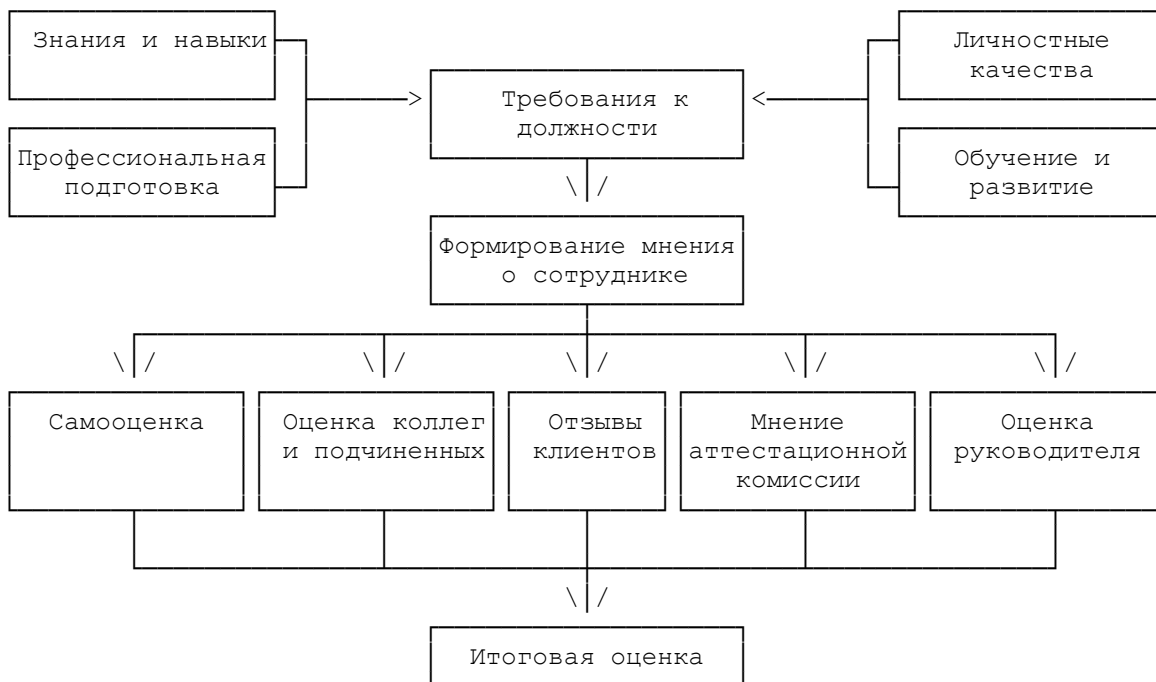 Знания и навыки
Личностные
качества
Требования к
должности
Профессиональная
подготовка
Обучение и
развитие
Формирование мнения
о сотруднике
Самооценка
Оценка коллег
и подчиненных
Отзывы
клиентов
Мнение
аттестационной
комиссии
Оценка
руководителя
Итоговая оценка